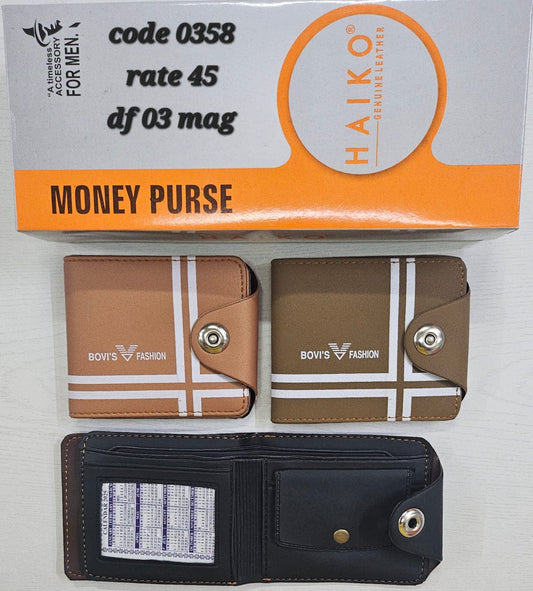 "A timeless
ACCESSORY
FOR MEN.
code 0358
rate 45
df 03 mag
HAIKO®
GENUINE LEATHER
MONEY PURSE
HAIKO
BOVI'S FASHION
BOVI'S FASHION